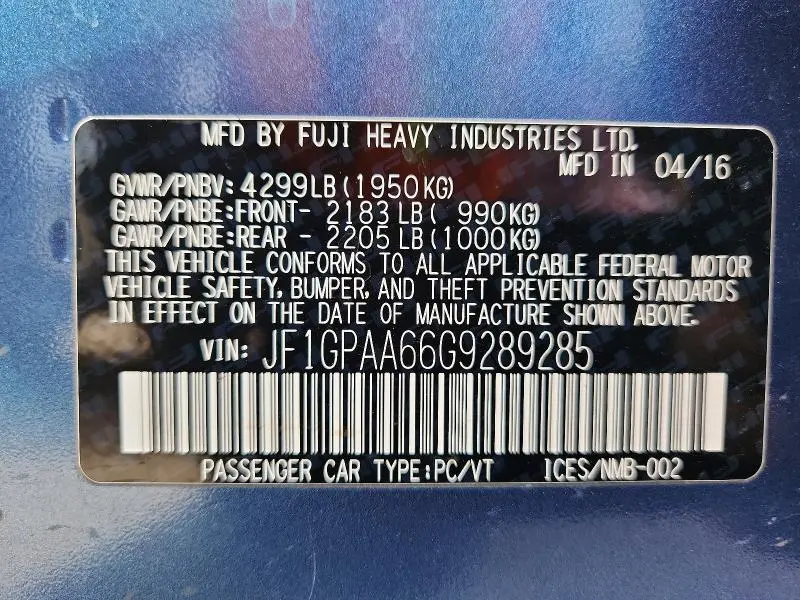 MFD BY FUJI HEAVY INDUSTRIES LTD.
MFD IN 04/16
GVWR/PNBV: 4299LB (1950KG)
GAWR/PNBE:FRONT- 2183 LB ( 990KG)
GAWR/PNBE:REAR - 2205 LB (1000KG)
THIS VEHICLE CONFORMS TO ALL APPLICABLE FEDERAL MOTOR
VEHICLE SAFETY, BUMPER, AND THEFT PREVENTION STANDARDS
IN EFFECT ON THE DATE OF MANUFACTURE SHOWN ABOVE.
VIN: JF1GPAA66G9289285
PASSENGER CAR TYPE:PC/VT ICES/NMB-002